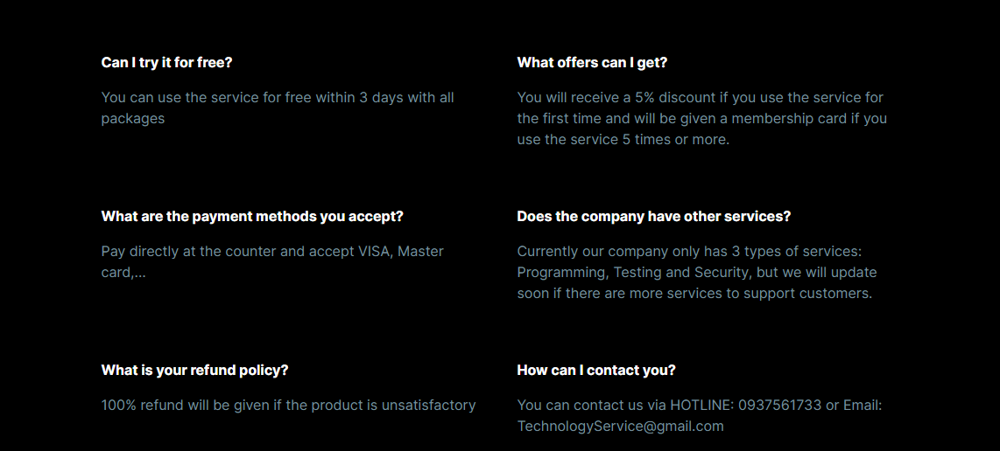 Can I try it for free?
You can use the service for free within 3 days with all
packages
What offers can I get?
You will receive a 5% discount if you use the service for
the first time and will be given a membership card if you
use the service 5 times or more.
What are the payment methods you accept?
Pay directly at the counter and accept VISA, Master
card,...
Does the company have other services?
Currently our company only has 3 types of services:
Programming, Testing and Security, but we will update
soon if there are more services to support customers.
What is your refund policy?
100% refund will be given if the product is unsatisfactory
How can I contact you?
You can contact us via HOTLINE: 0937561733 or Email:
TechnologyService@gmail.com